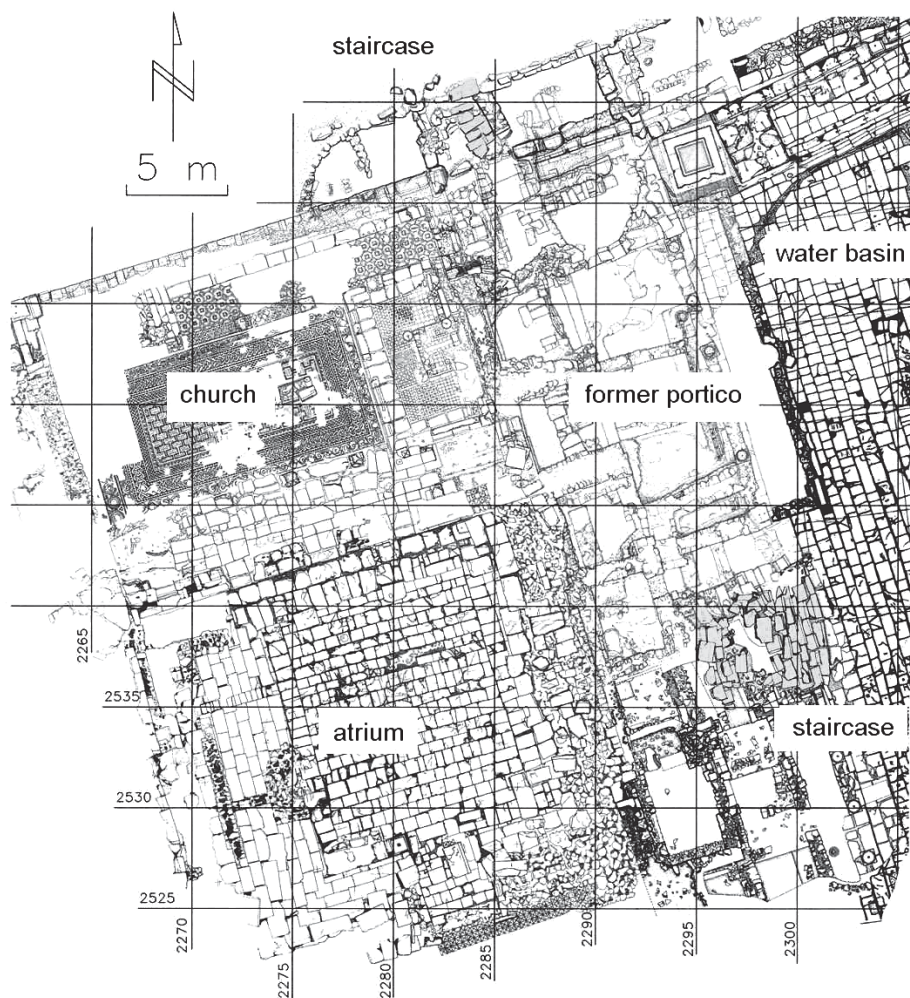 staircase
N
5 m
water basin
church
former portico
2265
2535
atrium
staircase
2530
2525
2270
2275
2280
2285
2290
2295
2300